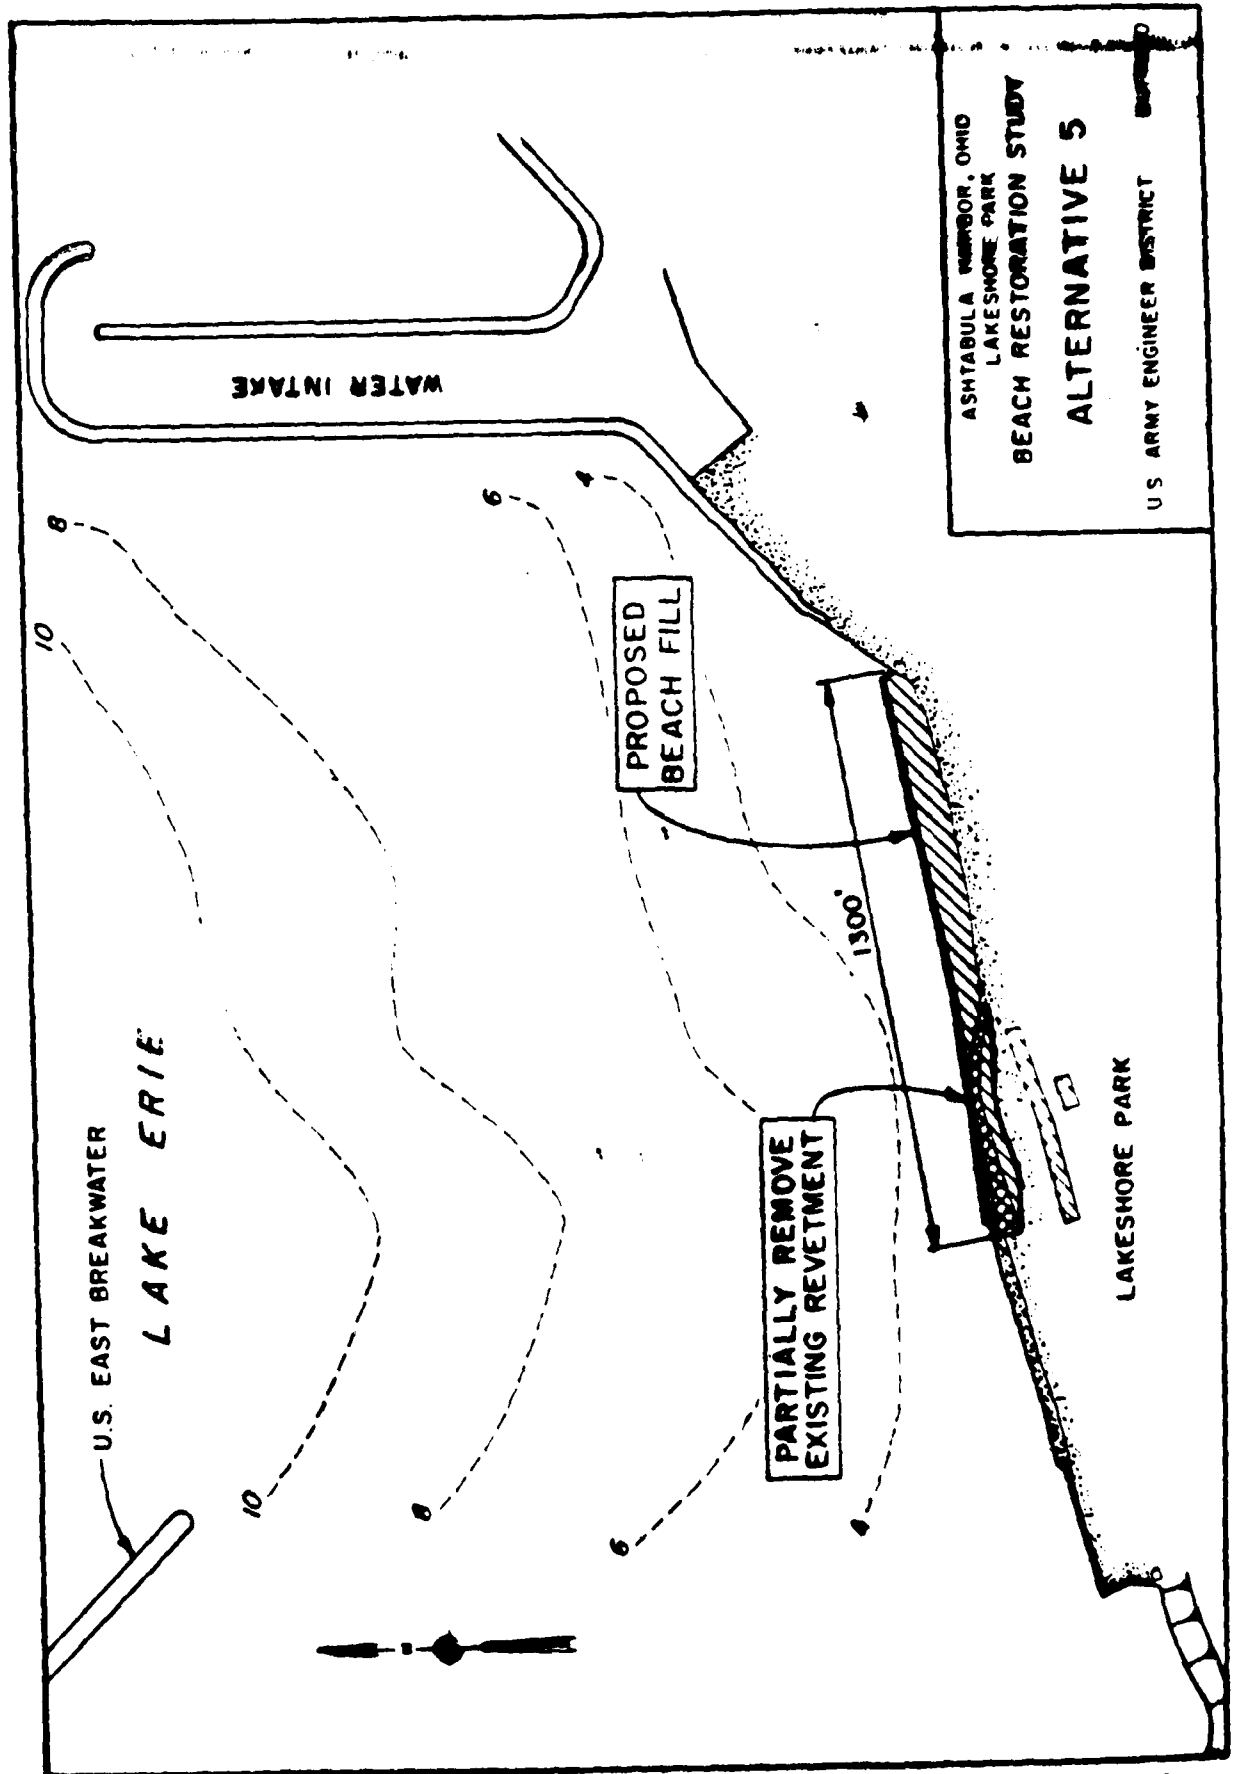 U.S. EAST BREAKWATER
LAKE ERIE
10
8
6
4
10
8
6
4
WATER INTAKE
PROPOSED
BEACH FILL
1300'
PARTIALLY REMOVE
EXISTING REVETMENT
LAKESHORE PARK
ASHTABULA HARBOR, OHIO
LAKESHORE PARK
BEACH RESTORATION STUDY
ALTERNATIVE 5
U S ARMY ENGINEER DISTRICT